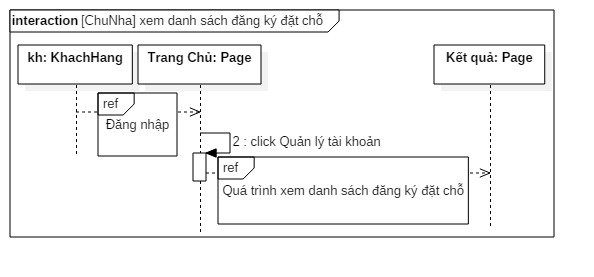 interaction [ChuNha] xem danh sách đăng ký đặt chỗ
kh: KhachHang
Trang Chủ: Page
Kết quả: Page
ref
Đăng nhập
2 : click Quản lý tài khoản
ref
Quá trình xem danh sách đăng ký đặt chỗ